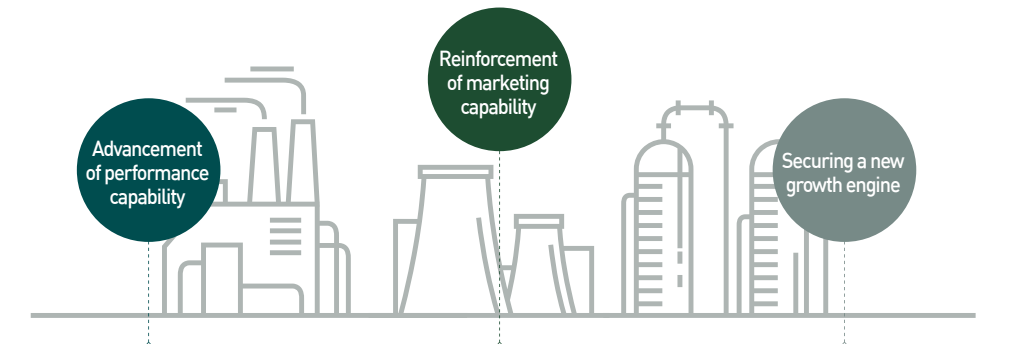 Advancement
of performance
capability
Reinforcement
of marketing
capability
Securing a new
growth engine